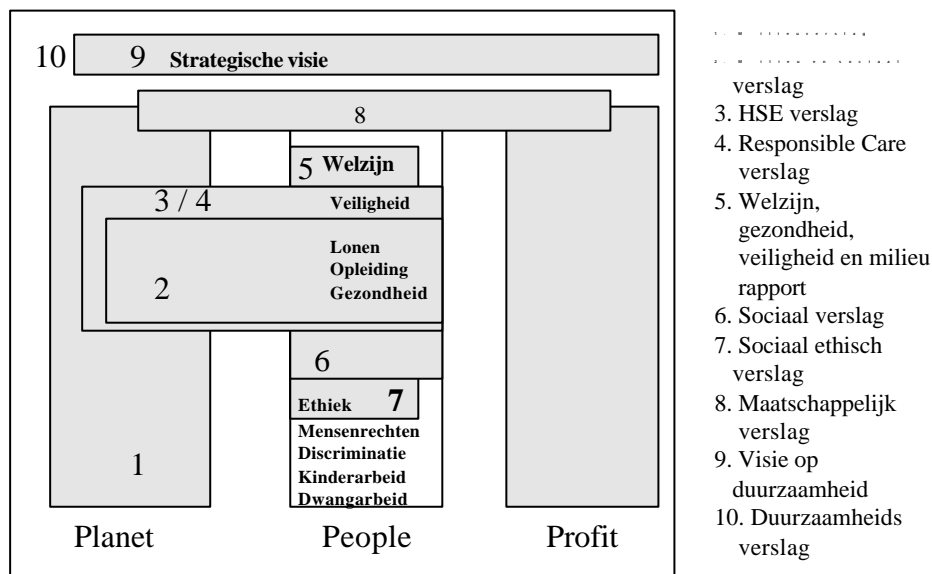 10
9 Strategische visie
8
5 Welzijn
3 / 4 Veiligheid
Lonen
Opleiding
2 Gezondheid
6
Ethiek 7
Mensenrechten
Discriminatie
1 Kinderarbeid
Dwangarbeid
Planet People Profit
verslag
3. HSE verslag
4. Responsible Care
verslag
5. Welzijn,
gezondheid,
veiligheid en milieu
rapport
6. Sociaal verslag
7. Sociaal ethisch
verslag
8. Maatschappelijk
verslag
9. Visie op
duurzaamheid
10. Duurzaamheids
verslag